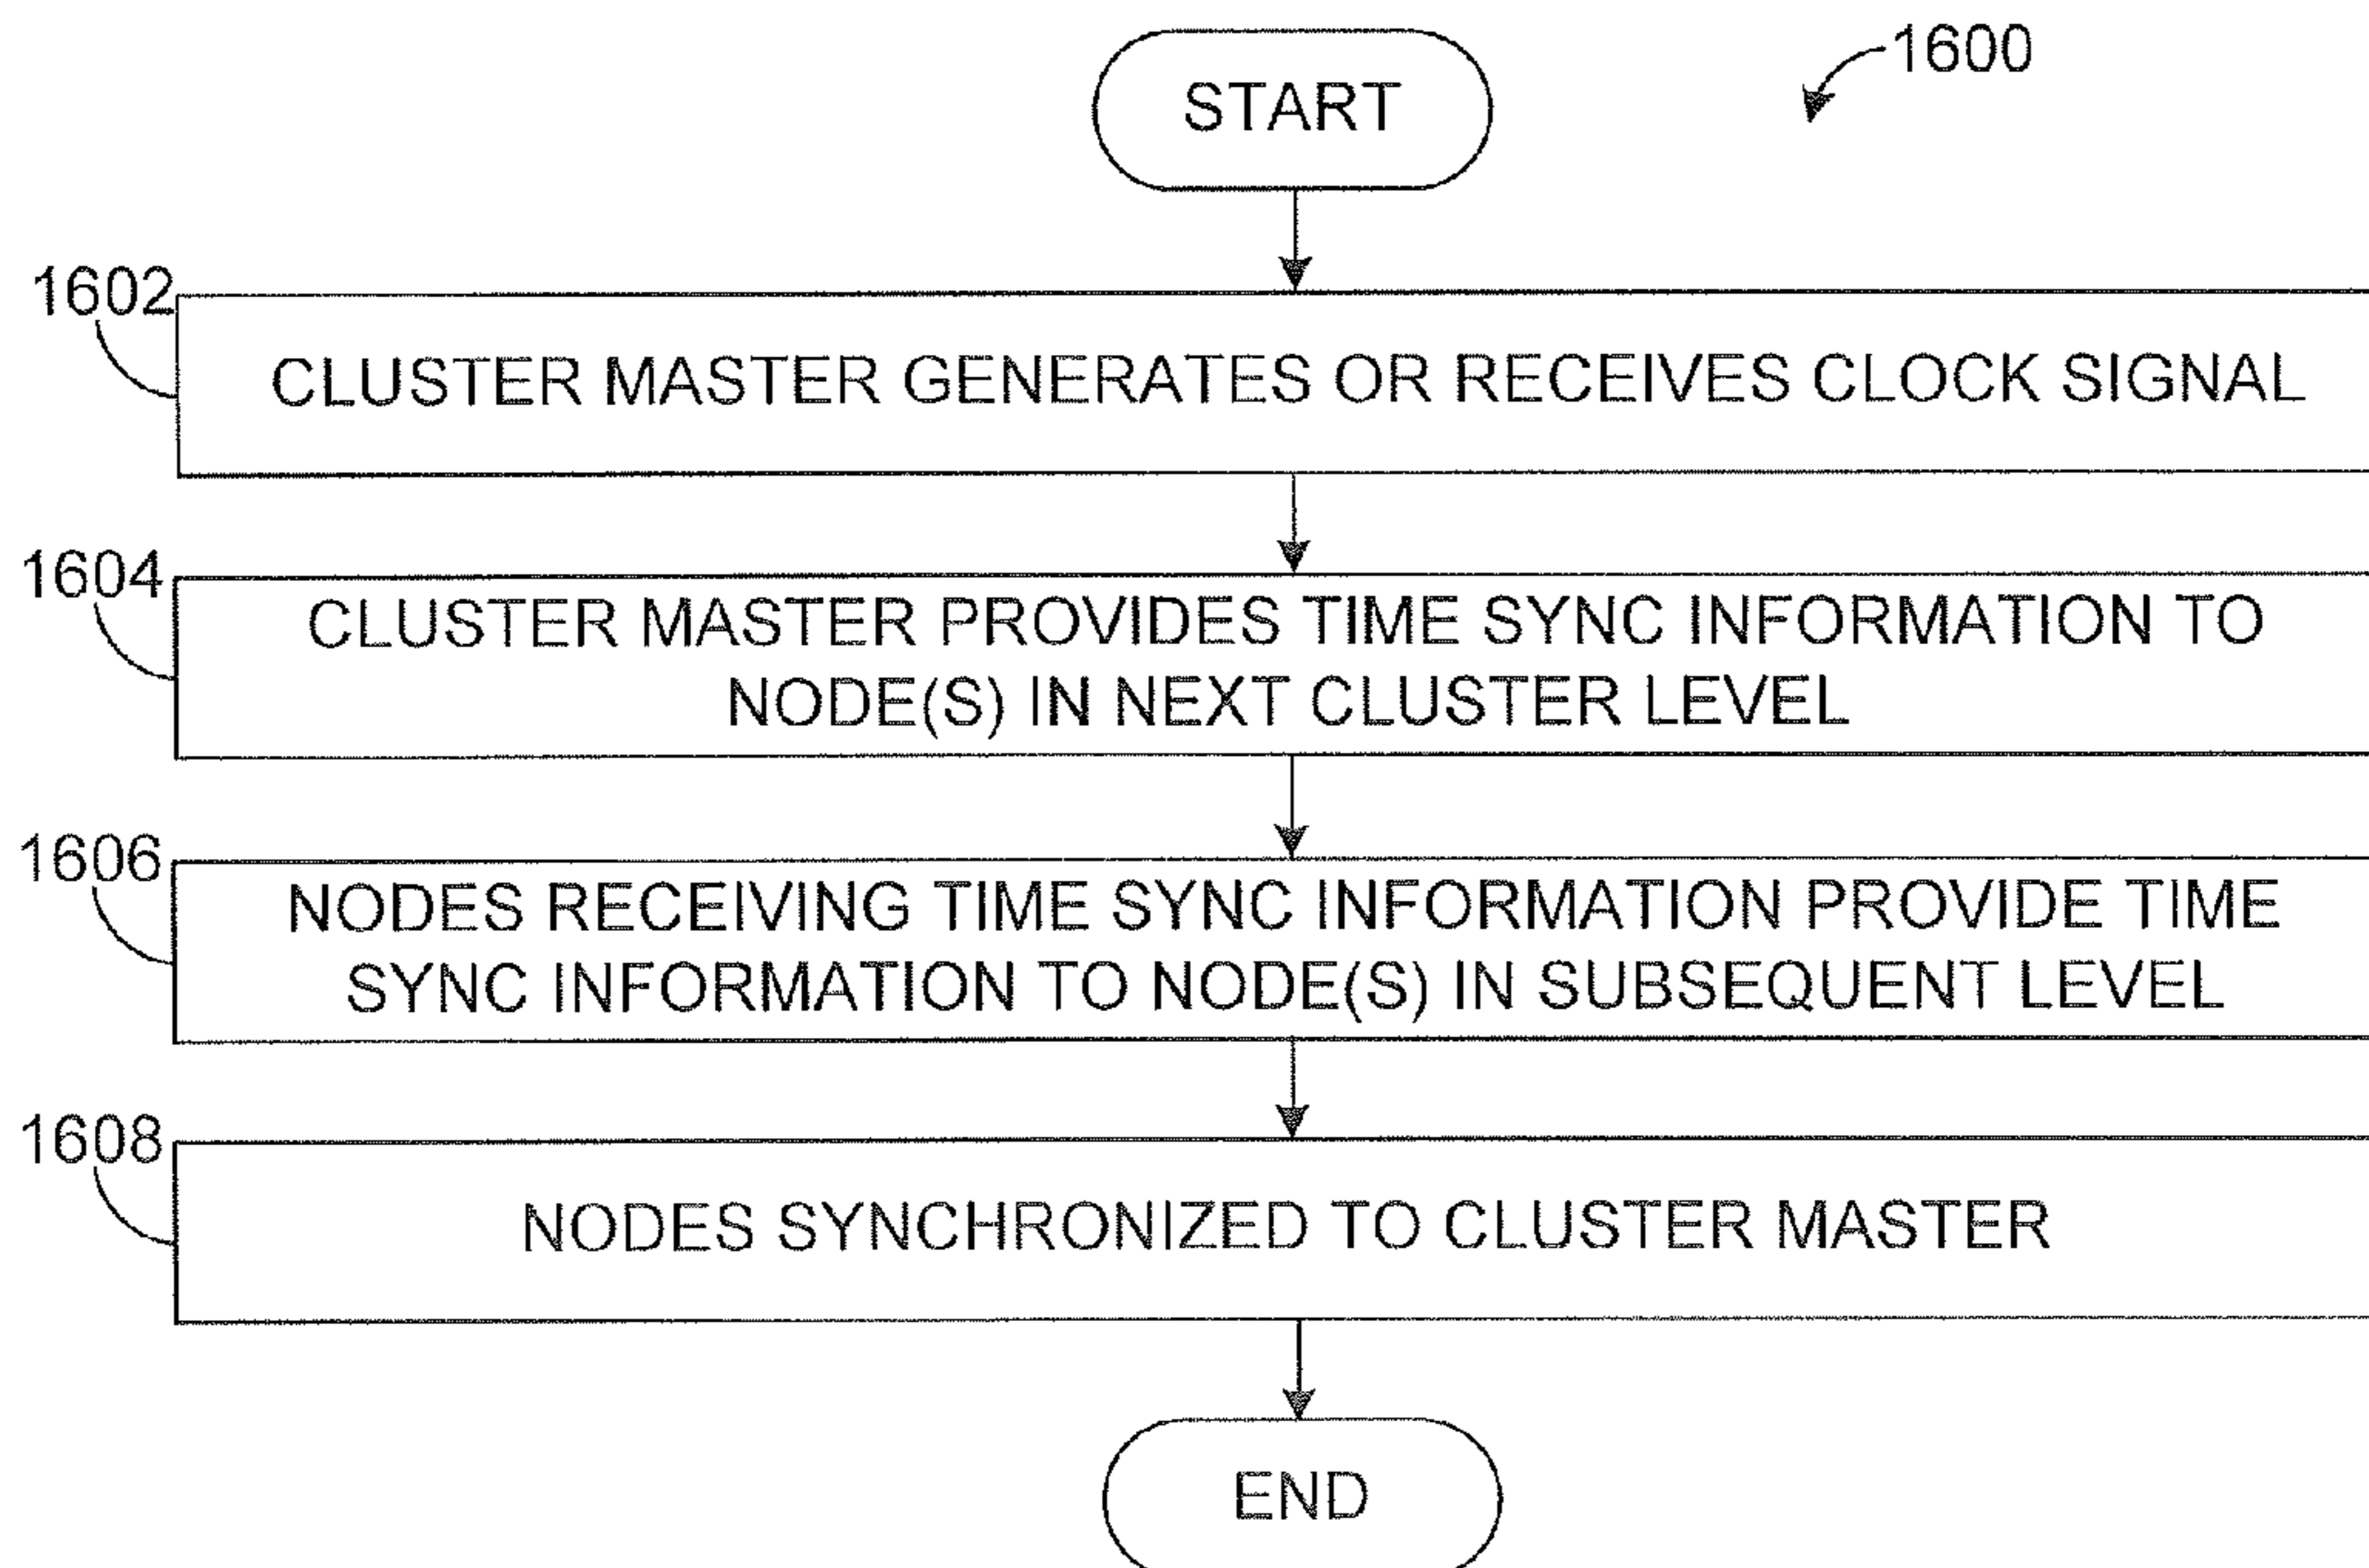 START
1600
1602
CLUSTER MASTER GENERATES OR RECEIVES CLOCK SIGNAL
1604
CLUSTER MASTER PROVIDES TIME SYNC INFORMATION TO
NODE(S) IN NEXT CLUSTER LEVEL
1606
NODES RECEIVING TIME SYNC INFORMATION PROVIDE TIME
SYNC INFORMATION TO NODE(S) IN SUBSEQUENT LEVEL
1608
NODES SYNCHRONIZED TO CLUSTER MASTER
END